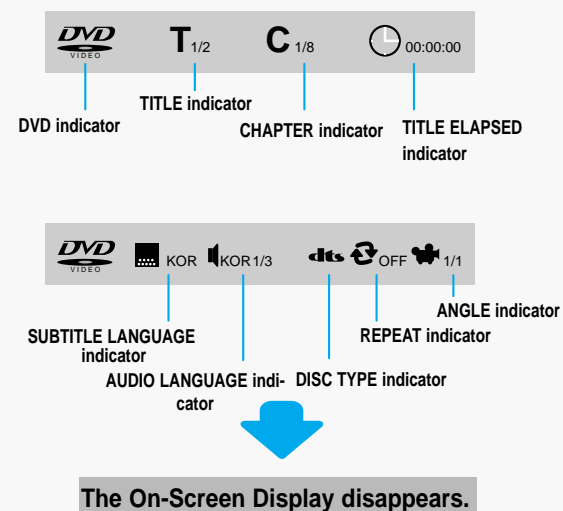 DVD VIDEO T 1/2 C 1/8 00:00:00
TITLE indicator
DVD indicator
CHAPTER indicator
TITLE ELAPSED
indicator
DVD VIDEO KOR KOR 1/3 dts OFF 1/1
ANGLE indicator
SUBTITLE LANGUAGE
indicator
REPEAT indicator
AUDIO LANGUAGE indi-
cator
DISC TYPE indicator
The On-Screen Display disappears.